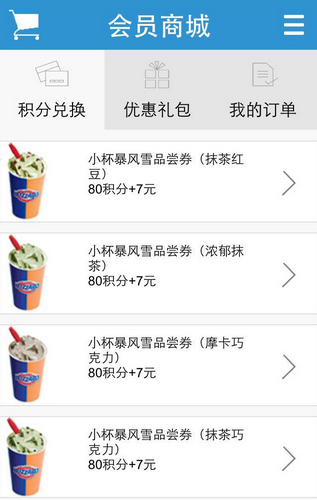 会员商城
积分兑换 优惠礼包 我的订单
小杯暴风雪品尝券（抹茶红
豆）
80积分+7元
小杯暴风雪品尝券（浓郁抹
茶）
80积分+7元
小杯暴风雪品尝券（摩卡巧
克力）
80积分+7元
小杯暴风雪品尝券（抹茶巧
克力）
80积分+7元